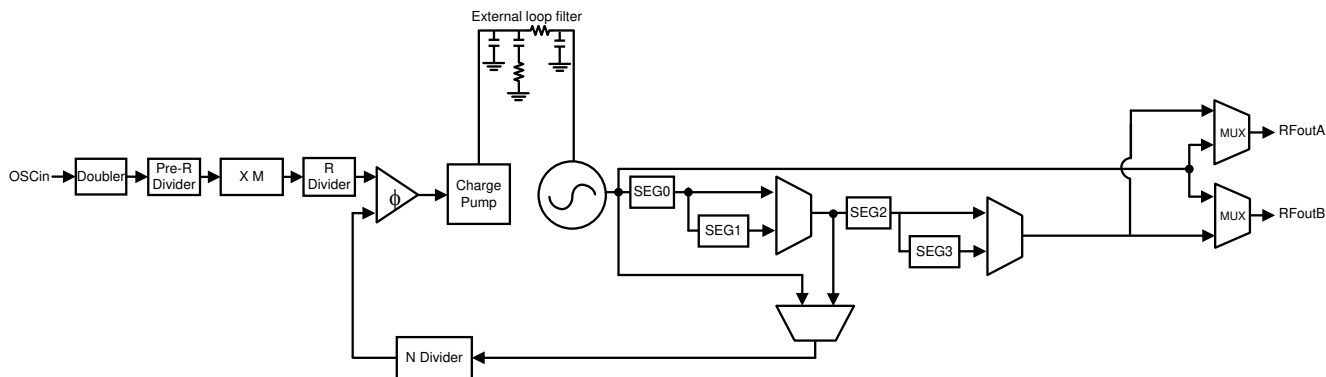 External loop filter
OSCin
Doubler
Pre-R
Divider
X M
R
Divider
ϕ
Charge
Pump
SEG0
SEG1
SEG2
SEG3
MUX
RFoutA
MUX
RFoutB
N Divider